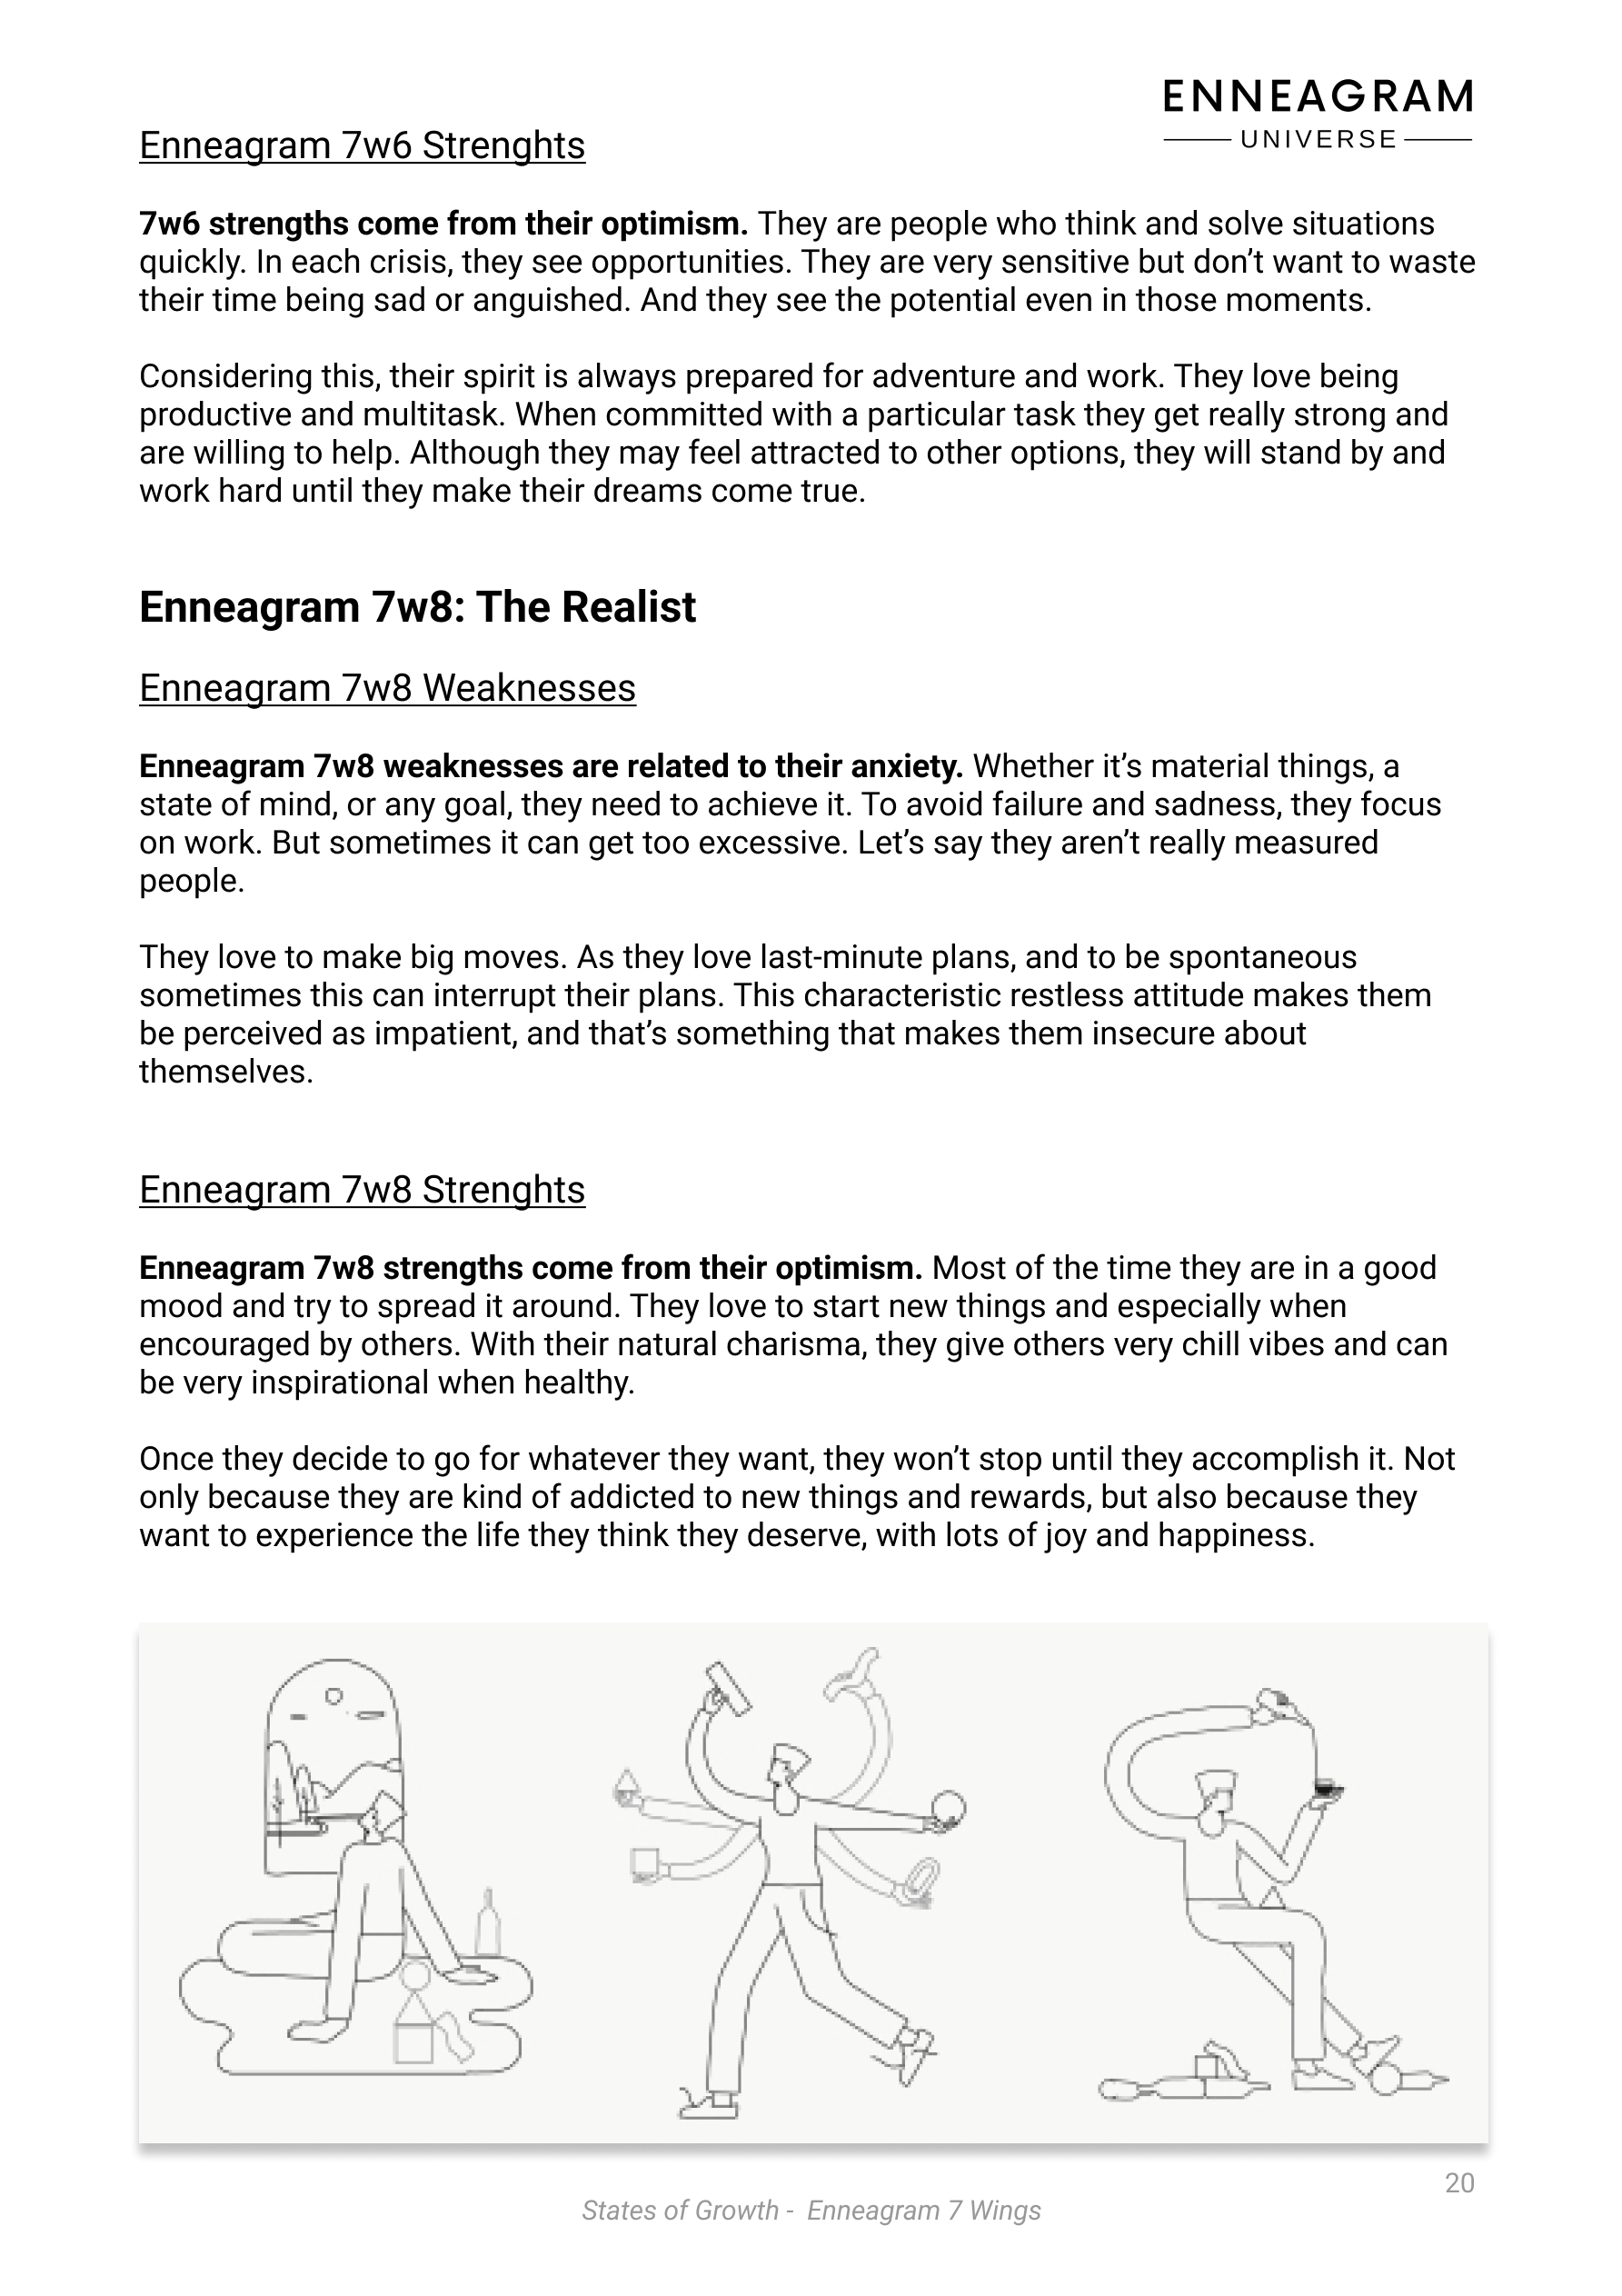 ENNEAGRAM
UNIVERSE
Enneagram 7w6 Strenghts
7w6 strengths come from their optimism. They are people who think and solve situations
quickly. In each crisis, they see opportunities. They are very sensitive but don’t want to waste
their time being sad or anguished. And they see the potential even in those moments.
Considering this, their spirit is always prepared for adventure and work. They love being
productive and multitask. When committed with a particular task they get really strong and
are willing to help. Although they may feel attracted to other options, they will stand by and
work hard until they make their dreams come true.
Enneagram 7w8: The Realist
Enneagram 7w8 Weaknesses
Enneagram 7w8 weaknesses are related to their anxiety. Whether it’s material things, a
state of mind, or any goal, they need to achieve it. To avoid failure and sadness, they focus
on work. But sometimes it can get too excessive. Let’s say they aren’t really measured
people.
They love to make big moves. As they love last-minute plans, and to be spontaneous
sometimes this can interrupt their plans. This characteristic restless attitude makes them
be perceived as impatient, and that’s something that makes them insecure about
themselves.
Enneagram 7w8 Strenghts
Enneagram 7w8 strengths come from their optimism. Most of the time they are in a good
mood and try to spread it around. They love to start new things and especially when
encouraged by others. With their natural charisma, they give others very chill vibes and can
be very inspirational when healthy.
Once they decide to go for whatever they want, they won’t stop until they accomplish it. Not
only because they are kind of addicted to new things and rewards, but also because they
want to experience the life they think they deserve, with lots of joy and happiness.
20
States of Growth - Enneagram 7 Wings